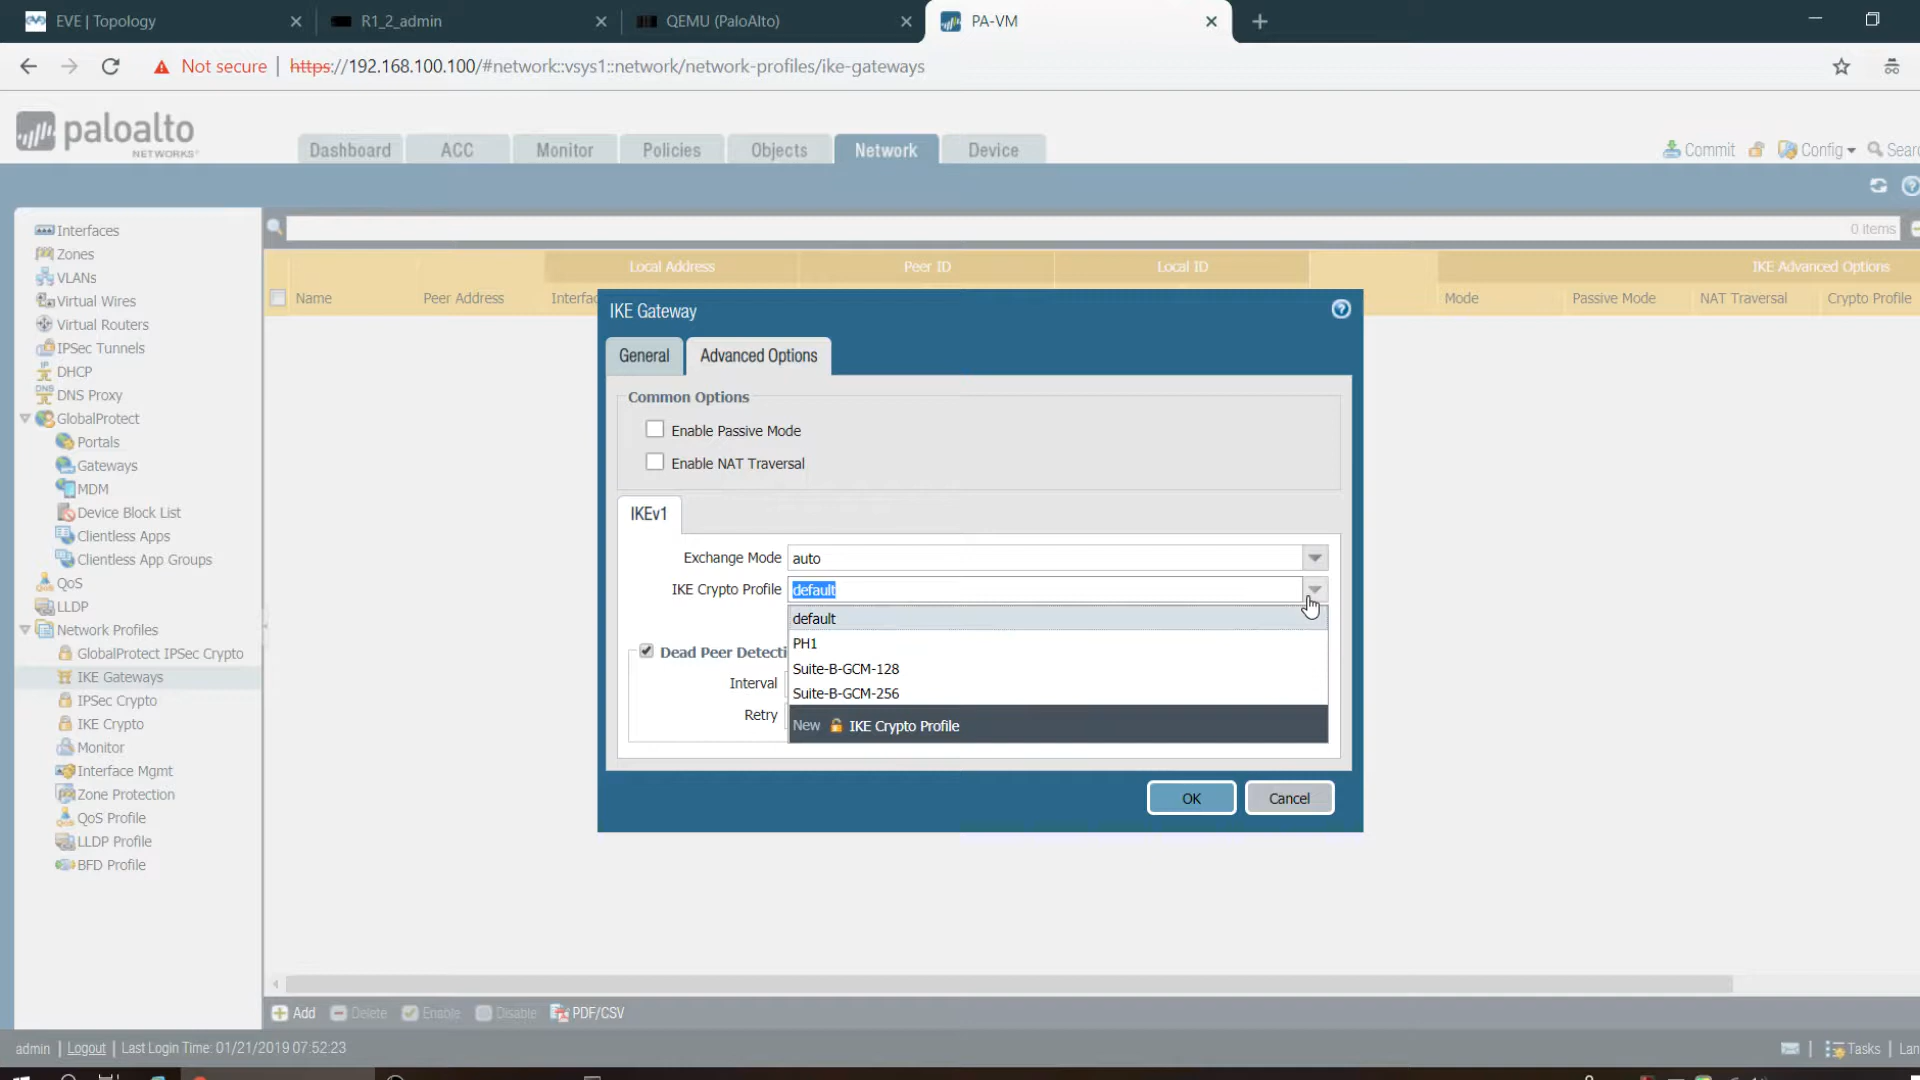 EVE | Topology
R1_2_admin
QEMU (PaloAlto)
PA-VM
Not secure | https://192.168.100.100/#network::vsys1::network/network-profiles/ike-gateways
paloalto
NETWORKS
Dashboard
ACC
Monitor
Policies
Objects
Network
Device
Commit
Config
Interfaces
Zones
VLANs
Virtual Wires
Virtual Routers
IPSec Tunnels
DHCP
DNS Proxy
GlobalProtect
Portals
Gateways
MDM
Device Block List
Clientless Apps
Clientless App Groups
QoS
LLDP
Network Profiles
GlobalProtect IPSec Crypto
IKE Gateways
IPSec Crypto
IKE Crypto
Monitor
Interface Mgmt
Zone Protection
QoS Profile
LLDP Profile
BFD Profile
0 items
Local Address
Peer ID
Local ID
IKE Advanced Options
Name
Peer Address
Mode
Passive Mode
NAT Traversal
Crypto Profile
IKE Gateway
General
Advanced Options
Common Options
Enable Passive Mode
Enable NAT Traversal
IKEv1
Exchange Mode auto
IKE Crypto Profile default
default
PH1
Suite-B-GCM-128
Suite-B-GCM-256
New IKE Crypto Profile
Dead Peer Detecti
Interval
Retry
OK
Cancel
Add
Delete
Enable
Disable
PDF/CSV
admin | Logout | Last Login Time: 01/21/2019 07:52:23
Tasks